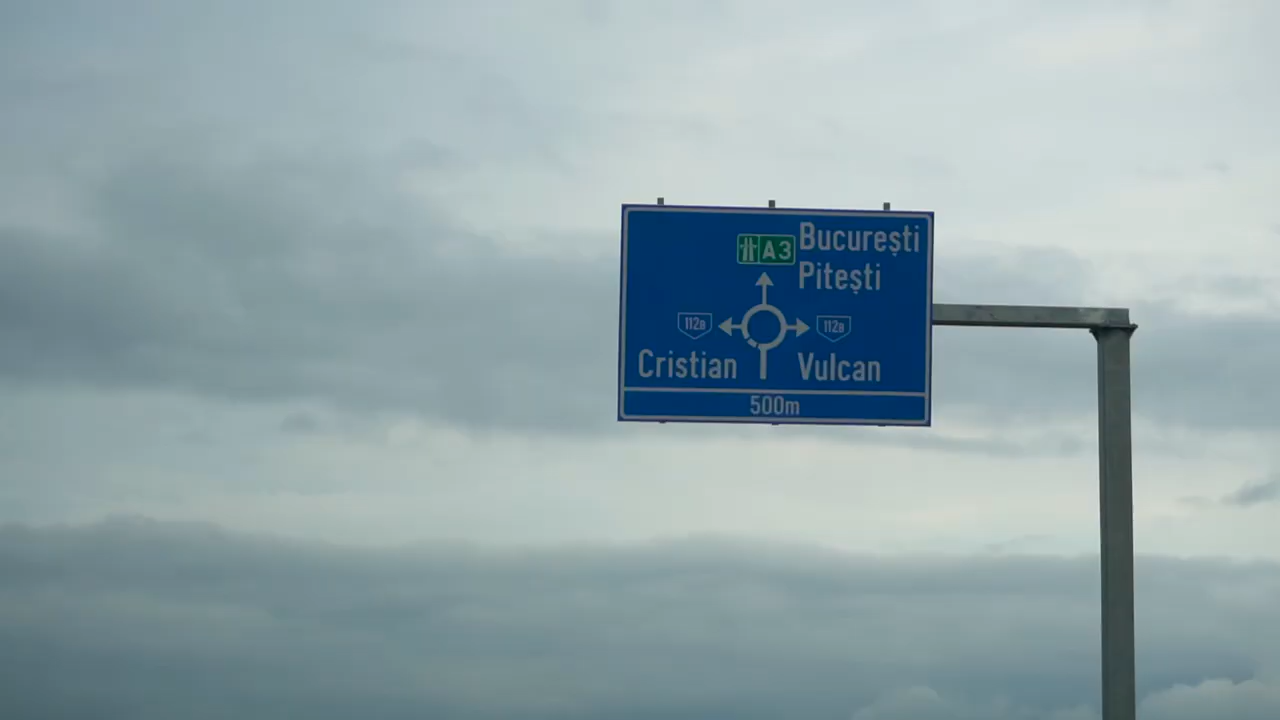 A3 București
Pitești
112B 112B
Cristian Vulcan
500m